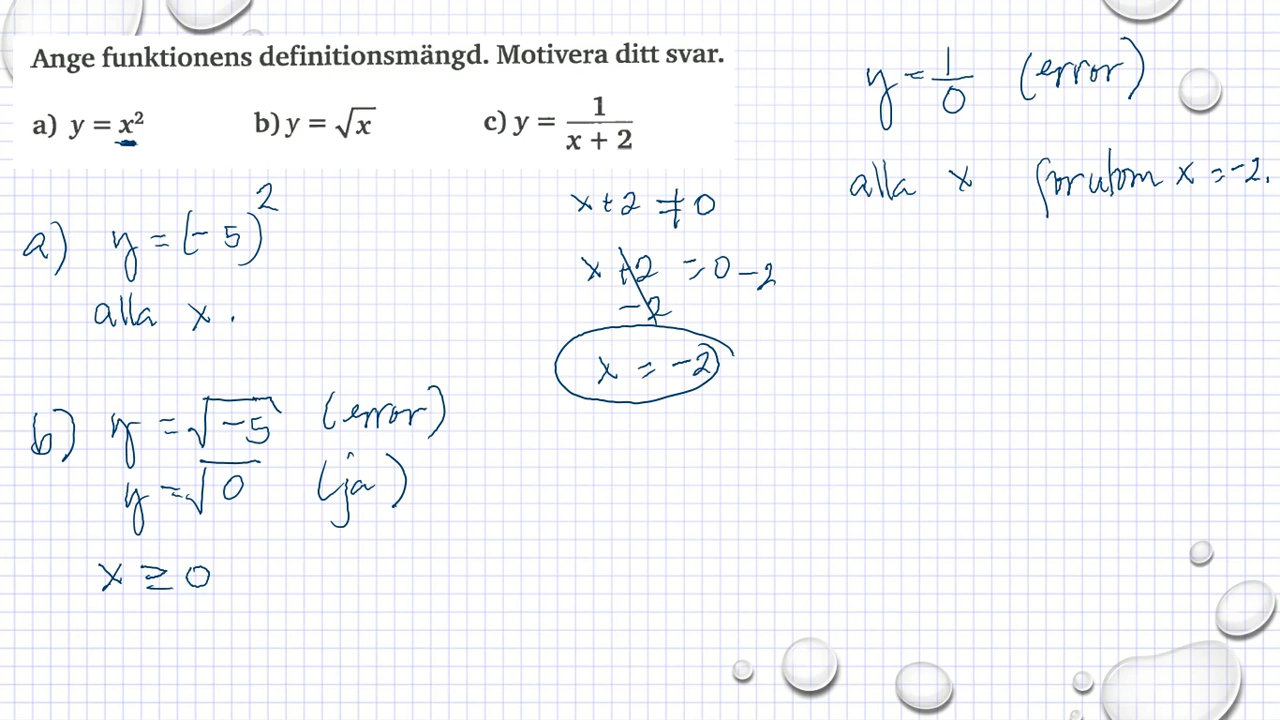 Ange funktionens definitionsmängd. Motivera ditt svar.
a) y = x²
b) y = √x
c) y = 1/(x + 2)
a) y = (-5)²
alla x.
b) y = √-5 (error)
y = √0 (ja)
x ≥ 0
x + 2 ≠ 0
x + 2 = 0 - 2
- 2
x = -2
y = 1/0 (error)
alla x förutom x = -2.